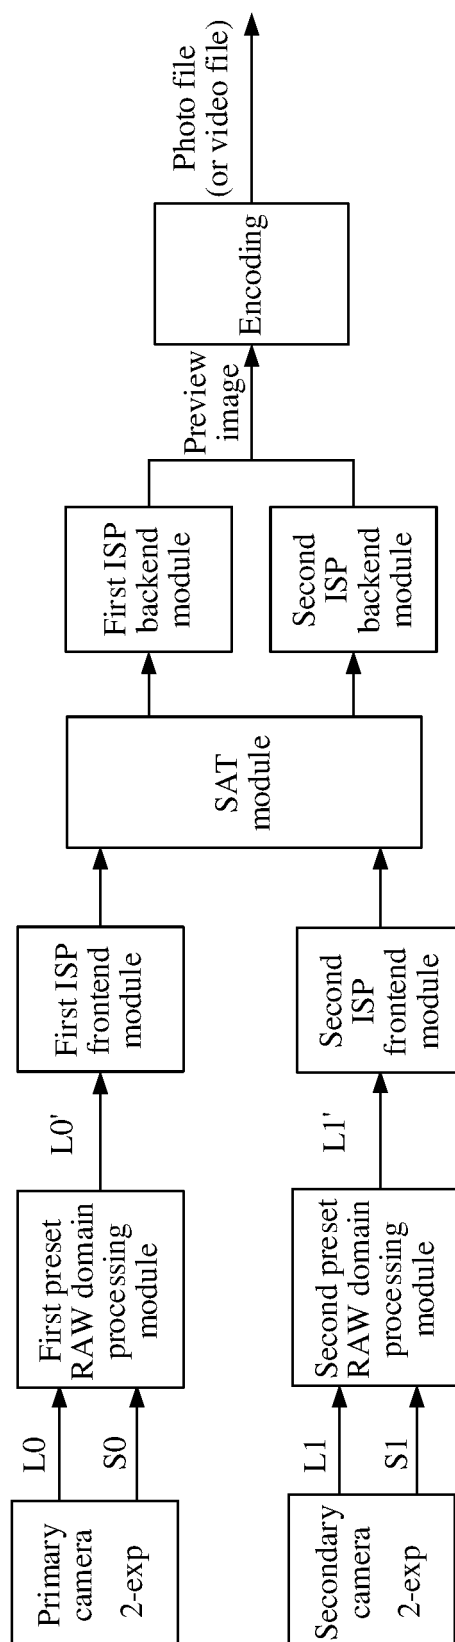 Primary
camera
2-exp
L0
S0
First preset
RAW domain
processing
module
L0'
First ISP
frontend
module
Secondary
camera
2-exp
L1
S1
Second preset
RAW domain
processing
module
L1'
Second
ISP
frontend
module
SAT
module
First ISP
backend
module
Second
ISP
backend
module
Preview
image
Encoding
Photo file
(or video file)